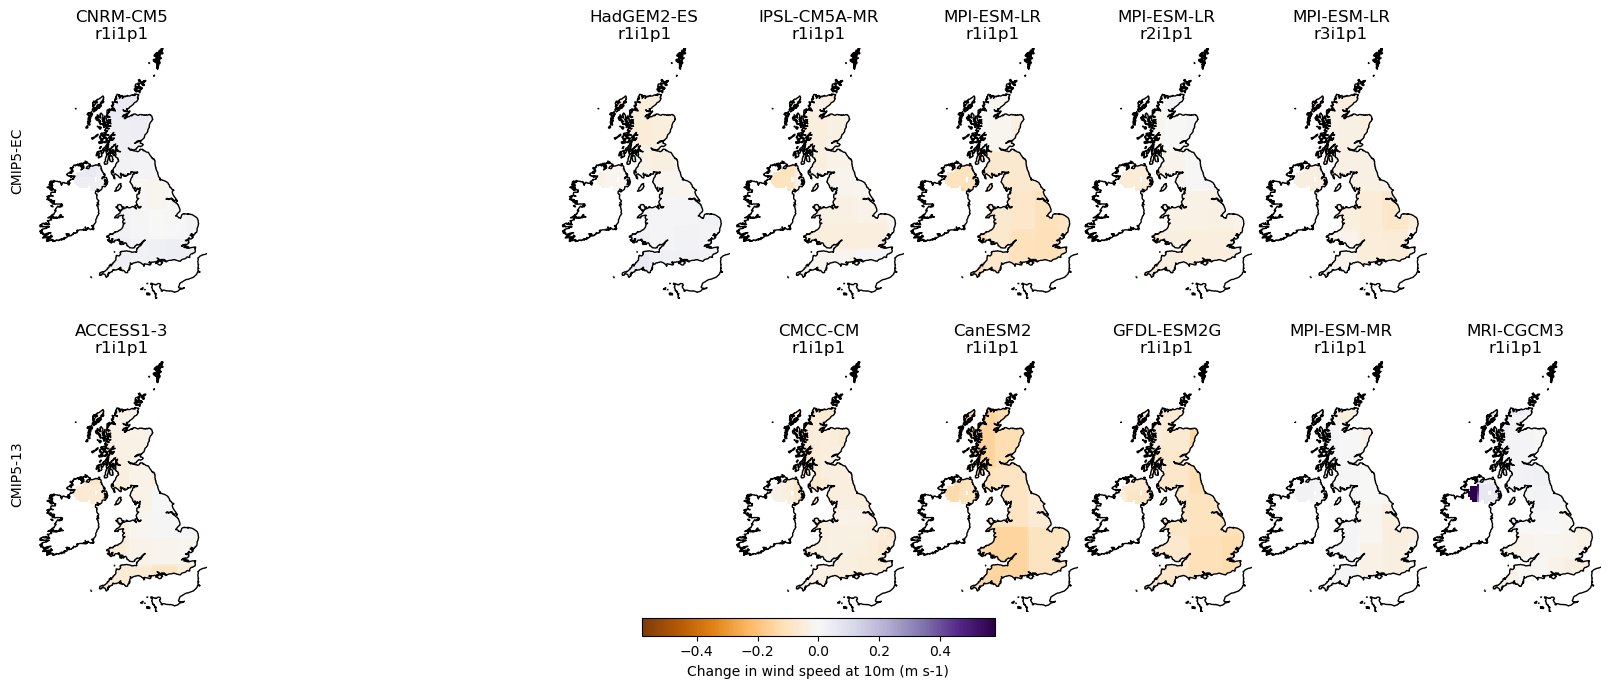 CNRM-CM5
r1i1p1
HadGEM2-ES
r1i1p1
IPSL-CM5A-MR
r1i1p1
MPI-ESM-LR
r1i1p1
MPI-ESM-LR
r2i1p1
MPI-ESM-LR
r3i1p1
CMIP5-EC
ACCESS1-3
r1i1p1
CMCC-CM
r1i1p1
CanESM2
r1i1p1
GFDL-ESM2G
r1i1p1
MPI-ESM-MR
r1i1p1
MRI-CGCM3
r1i1p1
CMIP5-13
−0.4 −0.2 0.0 0.2 0.4
Change in wind speed at 10m (m s-1)